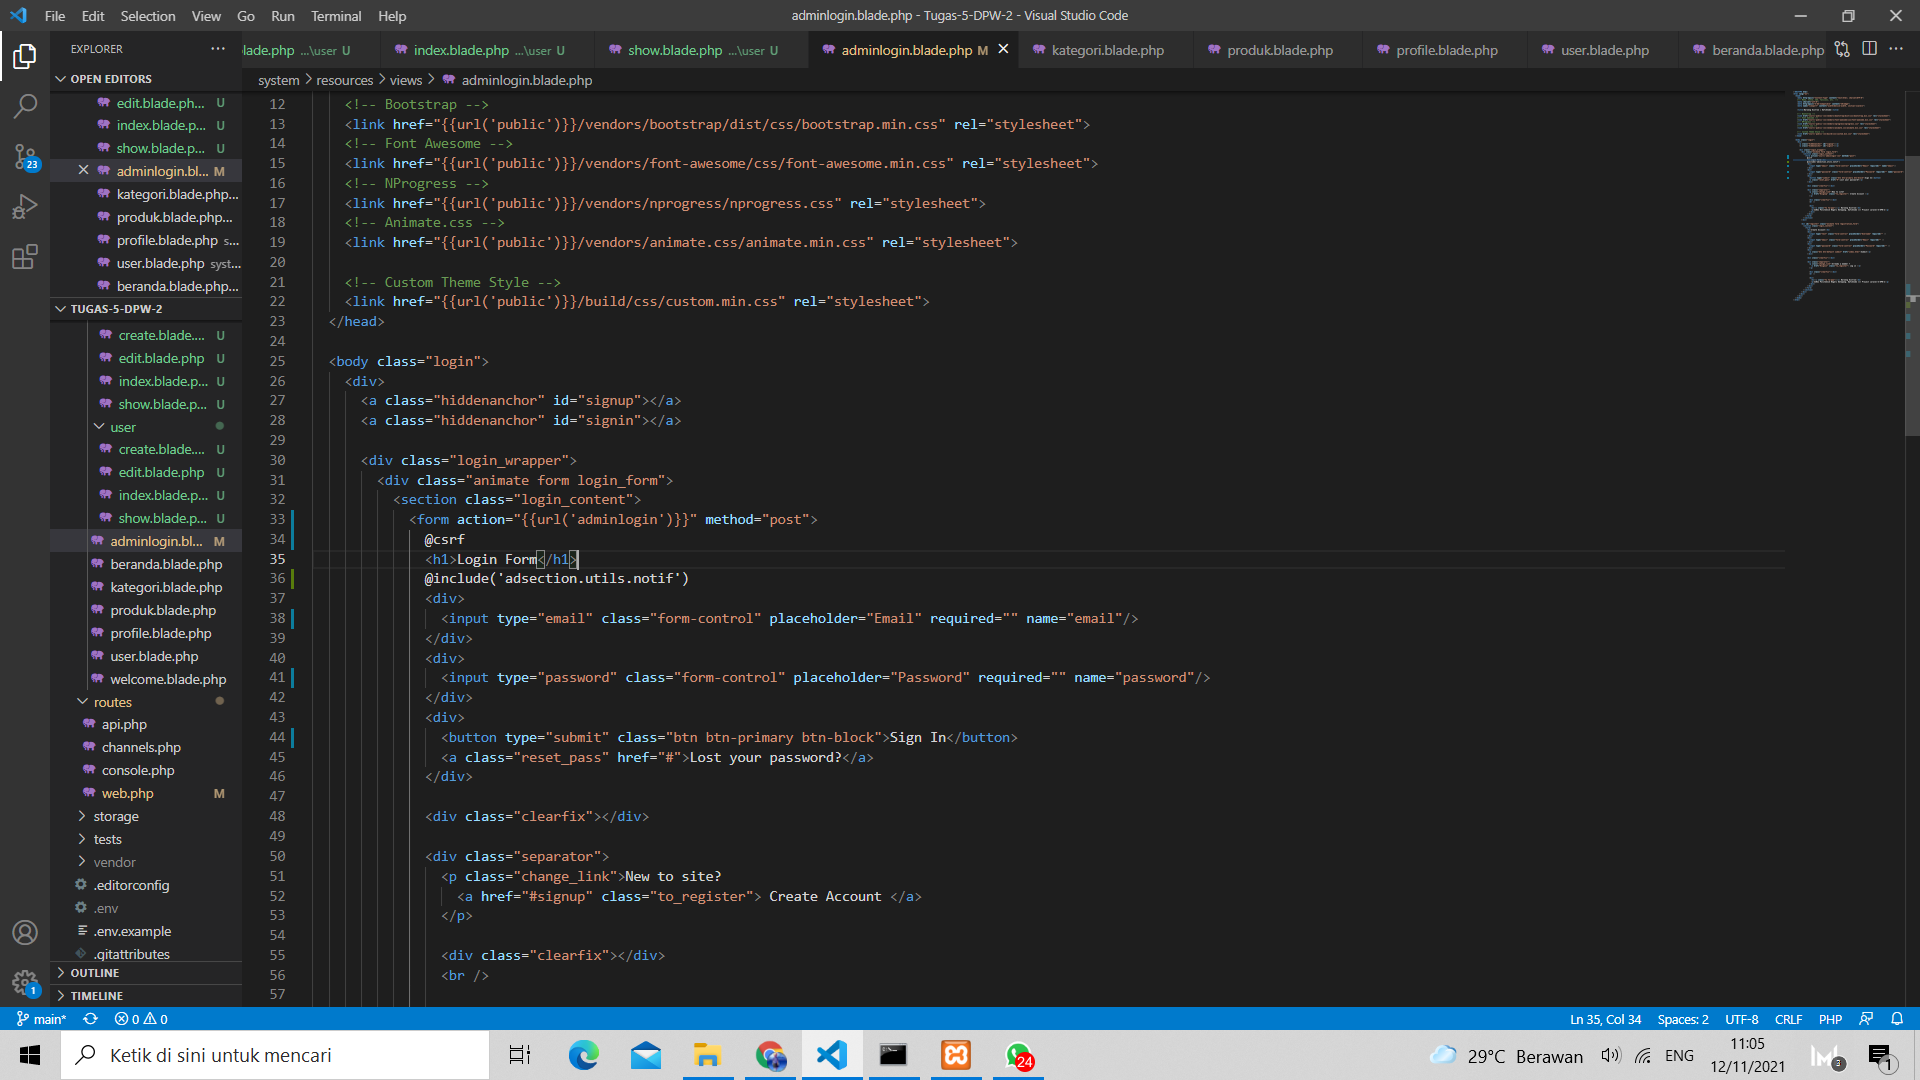 File Edit Selection View Go Run Terminal Help
adminlogin.blade.php - Tugas-5-DPW-2 - Visual Studio Code
EXPLORER
lade.php ...\user U
index.blade.php ...\user U
show.blade.php ...\user U
adminlogin.blade.php M
kategori.blade.php
produk.blade.php
profile.blade.php
user.blade.php
beranda.blade.php
system > resources > views > adminlogin.blade.php
OPEN EDITORS
edit.blade.ph... U
index.blade.p... U
show.blade.p... U
adminlogin.bl... M
kategori.blade.php...
produk.blade.php...
profile.blade.php s...
user.blade.php syst...
beranda.blade.php...
TUGAS-5-DPW-2
create.blade.... U
edit.blade.php U
index.blade.p... U
show.blade.p... U
user
create.blade.... U
edit.blade.php U
index.blade.p... U
show.blade.p... U
adminlogin.bl... M
beranda.blade.php
kategori.blade.php
produk.blade.php
profile.blade.php
user.blade.php
welcome.blade.php
routes
api.php
channels.php
console.php
web.php M
storage
tests
vendor
.editorconfig
.env
.env.example
.gitattributes
OUTLINE
TIMELINE
23
1
12 <!-- Bootstrap -->
13 <link href="{{url('public')}}/vendors/bootstrap/dist/css/bootstrap.min.css" rel="stylesheet">
14 <!-- Font Awesome -->
15 <link href="{{url('public')}}/vendors/font-awesome/css/font-awesome.min.css" rel="stylesheet">
16 <!-- NProgress -->
17 <link href="{{url('public')}}/vendors/nprogress/nprogress.css" rel="stylesheet">
18 <!-- Animate.css -->
19 <link href="{{url('public')}}/vendors/animate.css/animate.min.css" rel="stylesheet">
20
21 <!-- Custom Theme Style -->
22 <link href="{{url('public')}}/build/css/custom.min.css" rel="stylesheet">
23 </head>
24
25 <body class="login">
26 <div>
27 <a class="hiddenanchor" id="signup"></a>
28 <a class="hiddenanchor" id="signin"></a>
29
30 <div class="login_wrapper">
31 <div class="animate form login_form">
32 <section class="login_content">
33 <form action="{{url('adminlogin')}}" method="post">
34 @csrf
35 <h1>Login Form</h1>
36 @include('adsection.utils.notif')
37 <div>
38 <input type="email" class="form-control" placeholder="Email" required="" name="email"/>
39 </div>
40 <div>
41 <input type="password" class="form-control" placeholder="Password" required="" name="password"/>
42 </div>
43 <div>
44 <button type="submit" class="btn btn-primary btn-block">Sign In</button>
45 <a class="reset_pass" href="#">Lost your password?</a>
46 </div>
47
48 <div class="clearfix"></div>
49
50 <div class="separator">
51 <p class="change_link">New to site?
52 <a href="#signup" class="to_register"> Create Account </a>
53 </p>
54
55 <div class="clearfix"></div>
56 <br />
57
main* 0 0
Ln 35, Col 34 Spaces: 2 UTF-8 CRLF PHP
Ketik di sini untuk mencari
24
29°C Berawan
ENG
11:05
12/11/2021
3
1